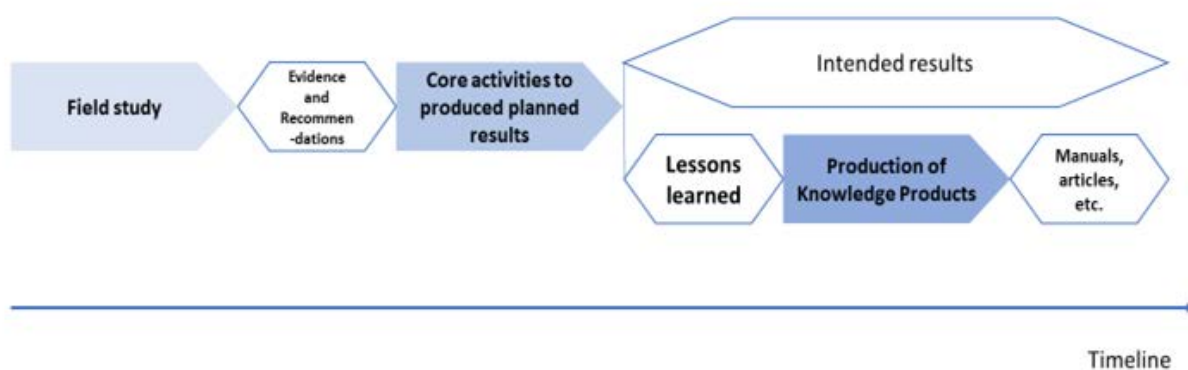 Field study
Evidence
and
Recommen
-dations
Core activities to
produced planned
results
Intended results
Lessons
learned
Production of
Knowledge Products
Manuals,
articles,
etc.
Timeline